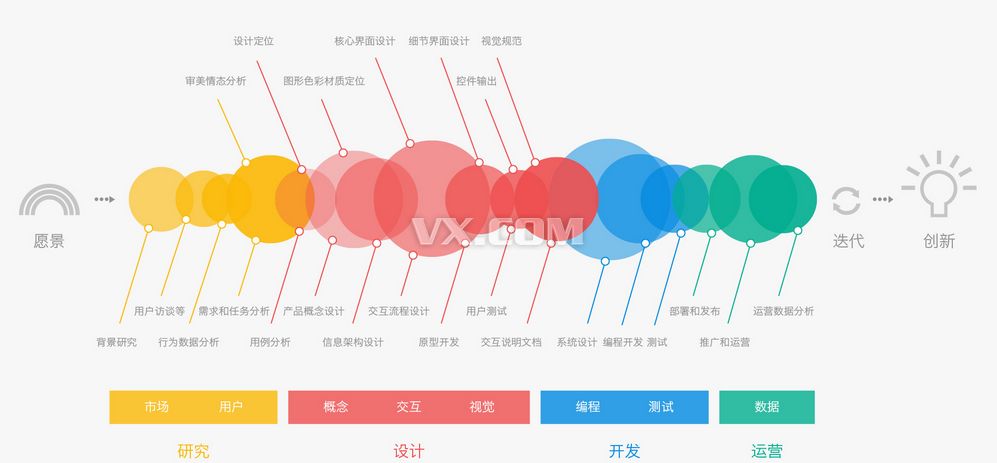 设计定位
核心界面设计
细节界面设计
视觉规范
审美情态分析
图形色彩材质定位
控件输出
愿景
VX.COM
迭代
创新
用户访谈等
需求和任务分析
产品概念设计
交互流程设计
用户测试
部署和发布
运营数据分析
背景研究
行为数据分析
用例分析
信息架构设计
原型开发
交互说明文档
系统设计
编程开发
测试
推广和运营
市场
用户
概念
交互
视觉
编程
测试
数据
研究
设计
开发
运营